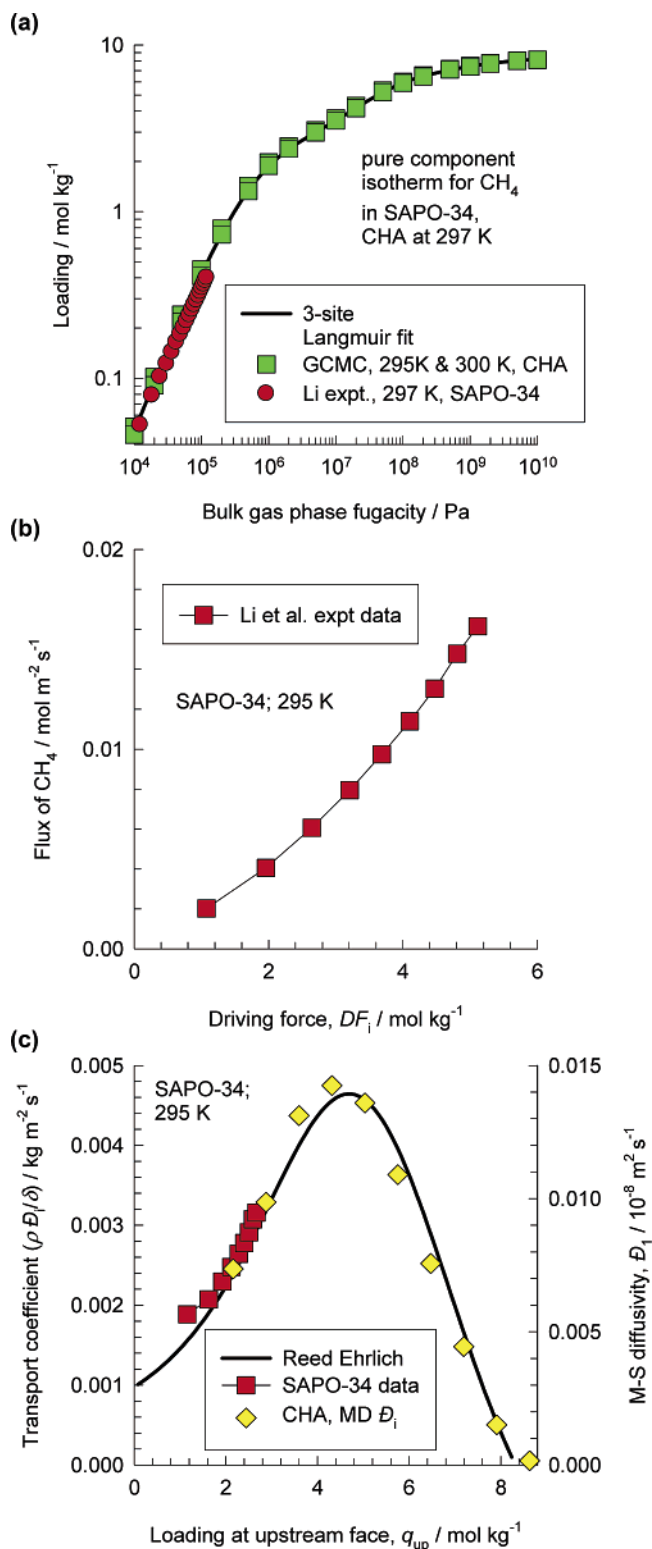 (a)
10
1
0.1
Loading / mol kg⁻¹
pure component
isotherm for CH₄
in SAPO-34,
CHA at 297 K
3-site
Langmuir fit
GCMC, 295K & 300 K, CHA
Li expt., 297 K, SAPO-34
10⁴ 10⁵ 10⁶ 10⁷ 10⁸ 10⁹ 10¹⁰
Bulk gas phase fugacity / Pa
(b)
0.02
0.01
0.00
Flux of CH₄ / mol m⁻² s⁻¹
Li et al. expt data
SAPO-34; 295 K
0 2 4 6
Driving force, DFᵢ / mol kg⁻¹
(c)
0.005
0.004
0.003
0.002
0.001
0.000
Transport coefficient (ρ Đᵢ/δ) / kg m⁻² s⁻¹
SAPO-34;
295 K
Reed Ehrlich
SAPO-34 data
CHA, MD Đᵢ
0.015
0.010
0.005
0.000
M-S diffusivity, Đ₁ / 10⁻⁸ m² s⁻¹
0 2 4 6 8
Loading at upstream face, q_up / mol kg⁻¹